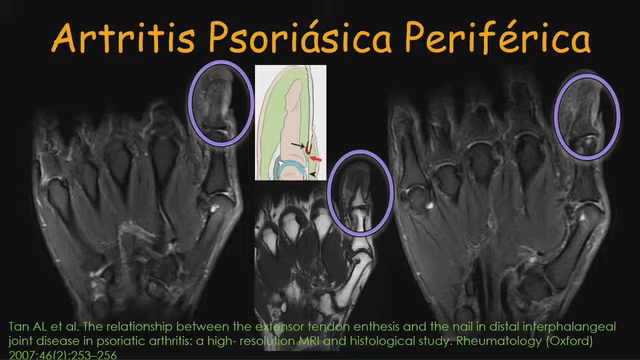 Artritis Psoriásica Periférica
Tan AL et al. The relationship between the extensor tendon enthesis and the nail in distal interphalangeal
joint disease in psoriatic arthritis: a high- resolution MRI and histological study. Rheumatology (Oxford)
2007;46(2):253–256